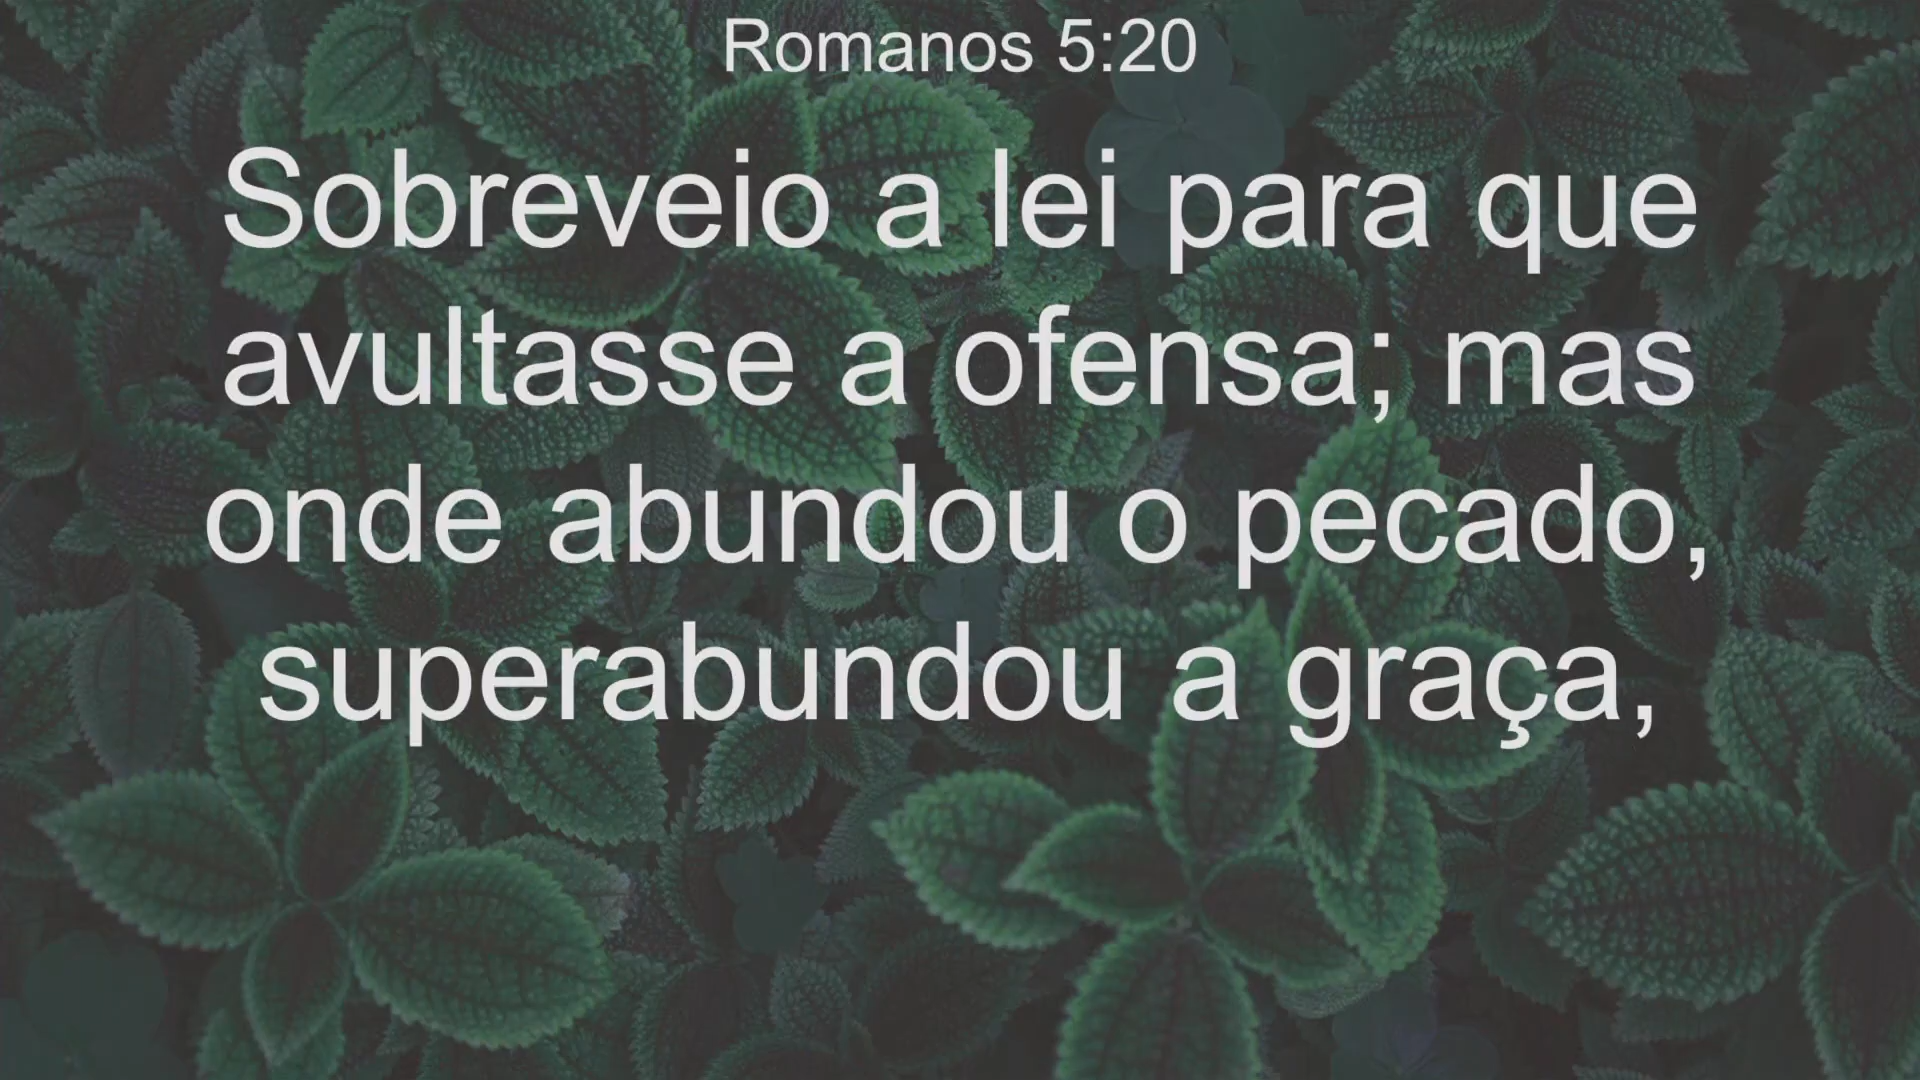 Romanos 5:20
Sobreveio a lei para que
avultasse a ofensa; mas
onde abundou o pecado,
superabundou a graça,